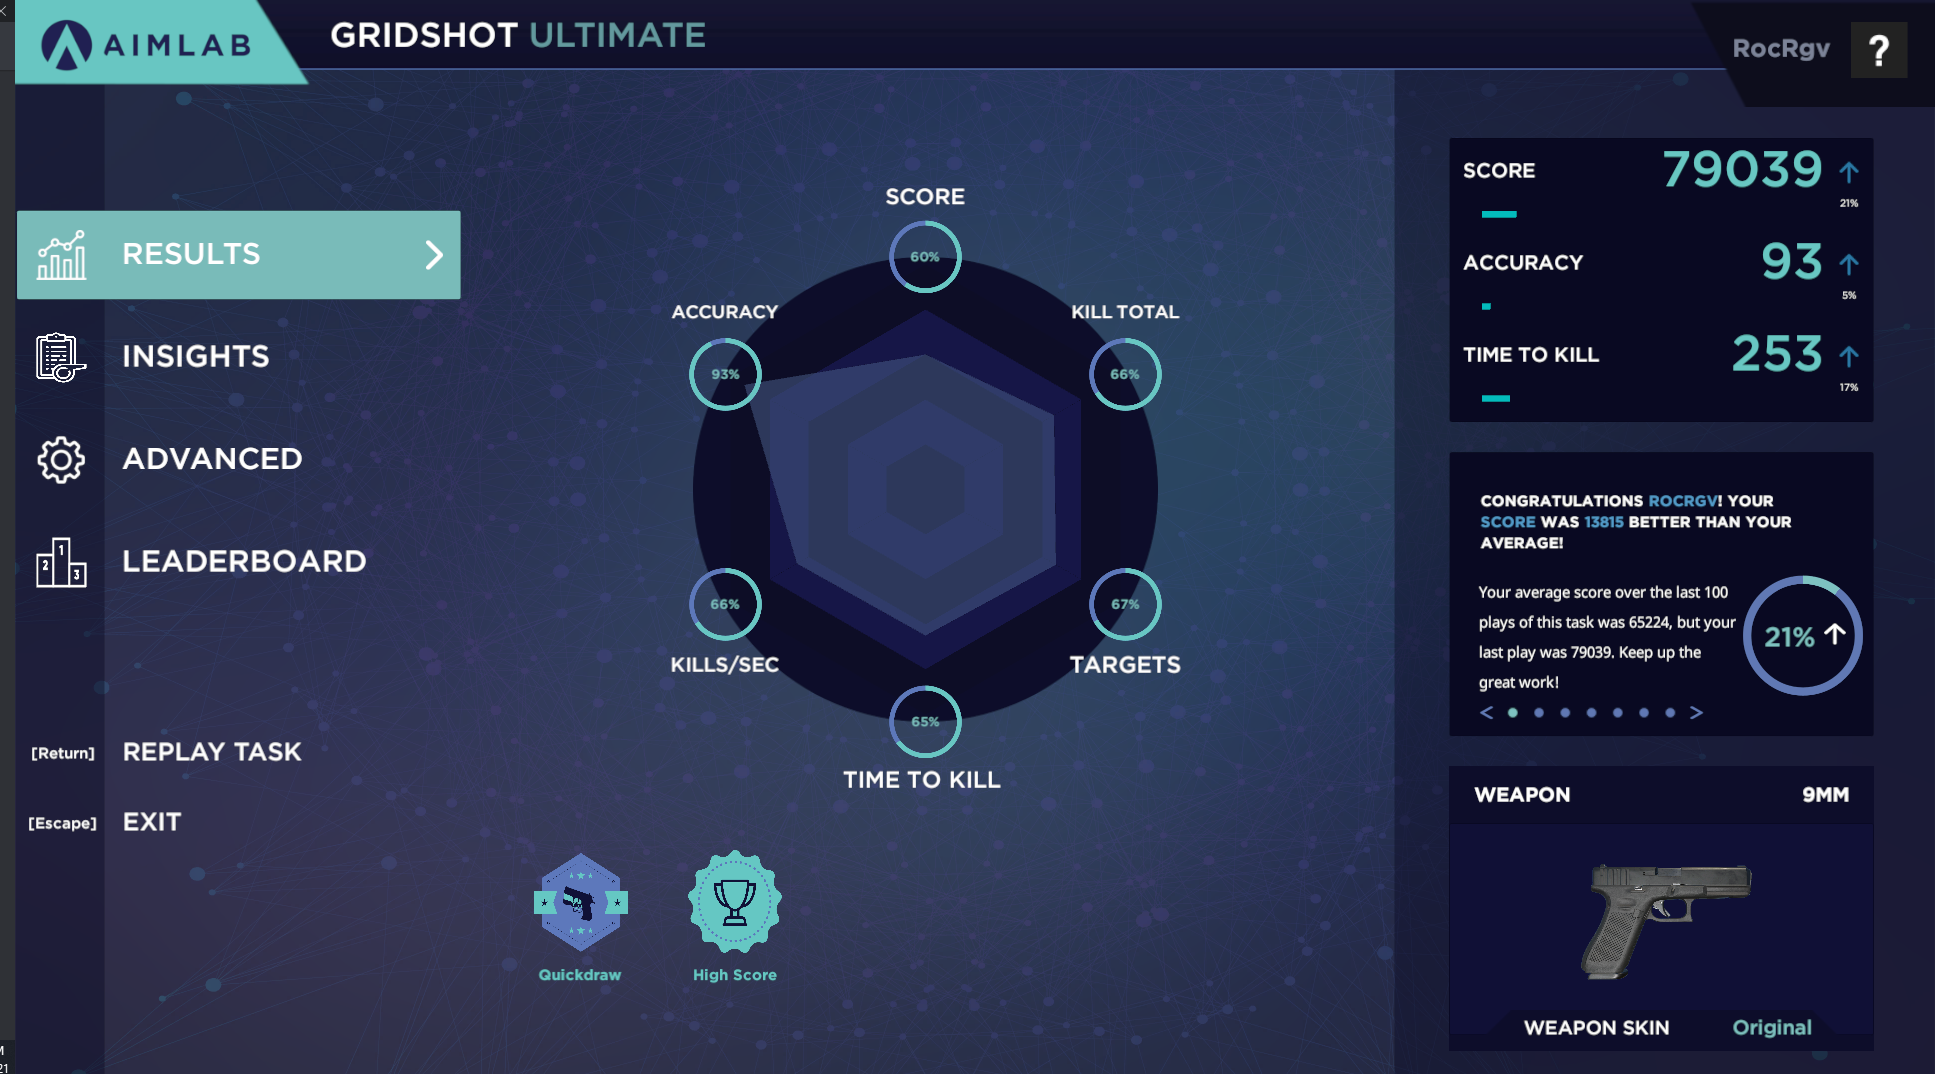 AIMLAB
GRIDSHOT ULTIMATE
RocRgv
?
RESULTS
INSIGHTS
ADVANCED
1
2
3
LEADERBOARD
[Return] REPLAY TASK
[Escape] EXIT
SCORE
60%
ACCURACY
93%
KILL TOTAL
66%
66%
KILLS/SEC
67%
TARGETS
65%
TIME TO KILL
Quickdraw
High Score
SCORE 79039
21%
ACCURACY 93
5%
TIME TO KILL 253
17%
CONGRATULATIONS ROCRGV! YOUR
SCORE WAS 13815 BETTER THAN YOUR
AVERAGE!
Your average score over the last 100
plays of this task was 65224, but your
last play was 79039. Keep up the
great work!
21%
WEAPON 9MM
WEAPON SKIN Original
M
21